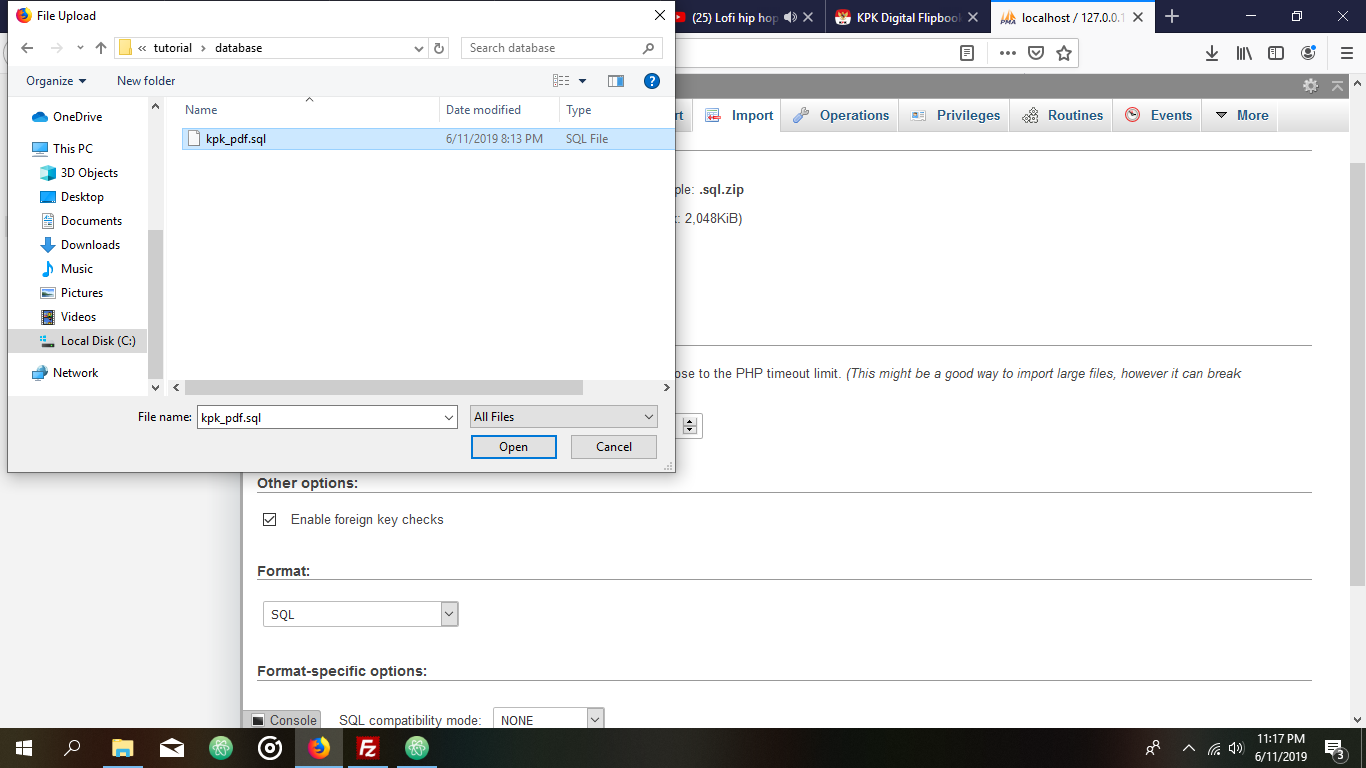 File Upload
(25) Lofi hip hop
KPK Digital Flipbook
localhost / 127.0.0.1
tutorial
database
Search database
Organize
New folder
Name
Date modified
Type
OneDrive
kpk_pdf.sql
6/11/2019 8:13 PM
SQL File
This PC
3D Objects
Desktop
Documents
Downloads
Music
Pictures
Videos
Local Disk (C:)
Network
File name:
kpk_pdf.sql
All Files
Open
Cancel
rt
Import
Operations
Privileges
Routines
Events
More
ple: .sql.zip
: 2,048KiB)
ose to the PHP timeout limit. (This might be a good way to import large files, however it can break
Other options:
Enable foreign key checks
Format:
SQL
Format-specific options:
Console
SQL compatibility mode:
NONE
11:17 PM
6/11/2019
3